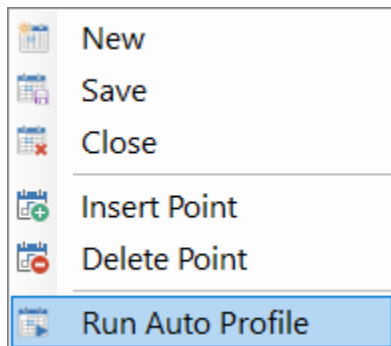 New
Save
Close
Insert Point
Delete Point
Run Auto Profile